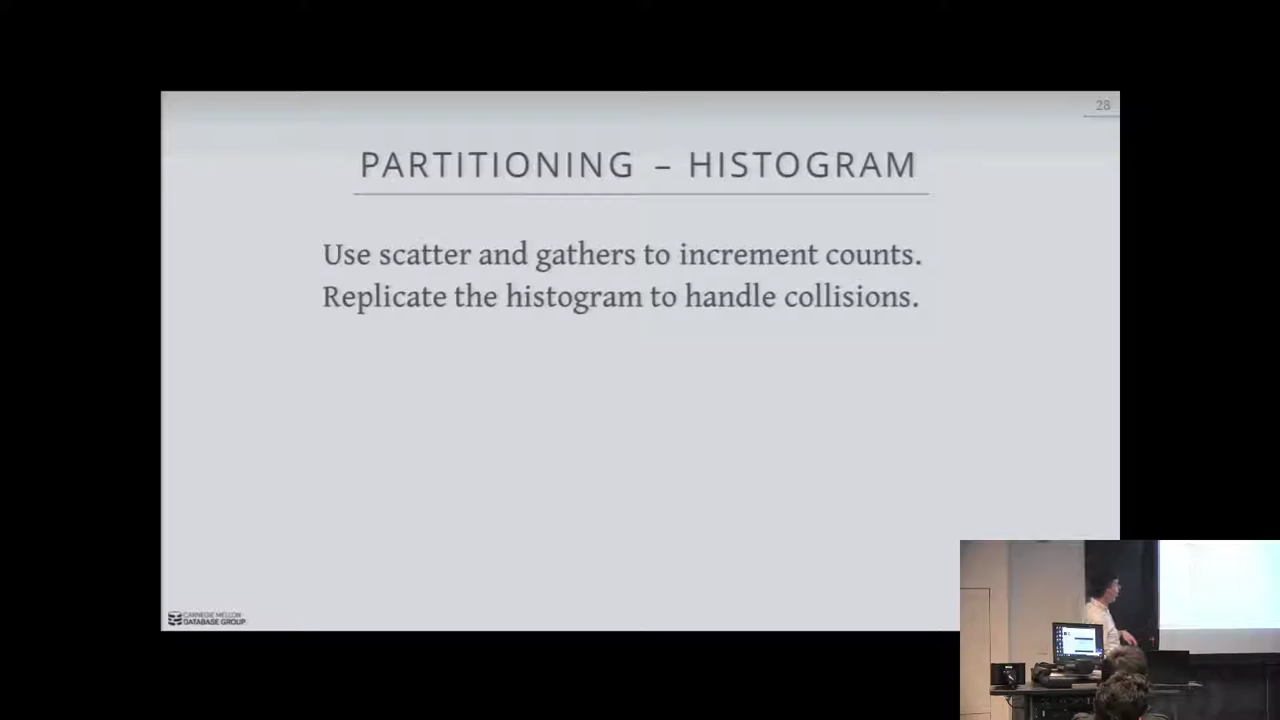 28
PARTITIONING – HISTOGRAM
Use scatter and gathers to increment counts.
Replicate the histogram to handle collisions.
CARNEGIE MELLON
DATABASE GROUP